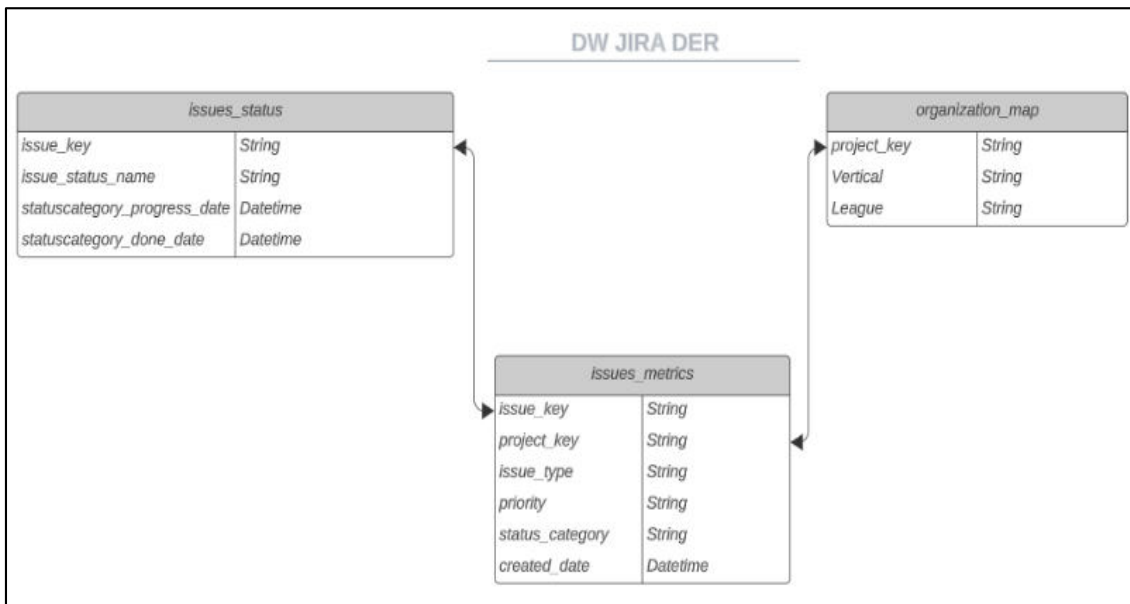 DW JIRA DER
issues_status
issue_key String
issue_status_name String
statuscategory_progress_date Datetime
statuscategory_done_date Datetime
organization_map
project_key String
Vertical String
League String
issues_metrics
issue_key String
project_key String
issue_type String
priority String
status_category String
created_date Datetime